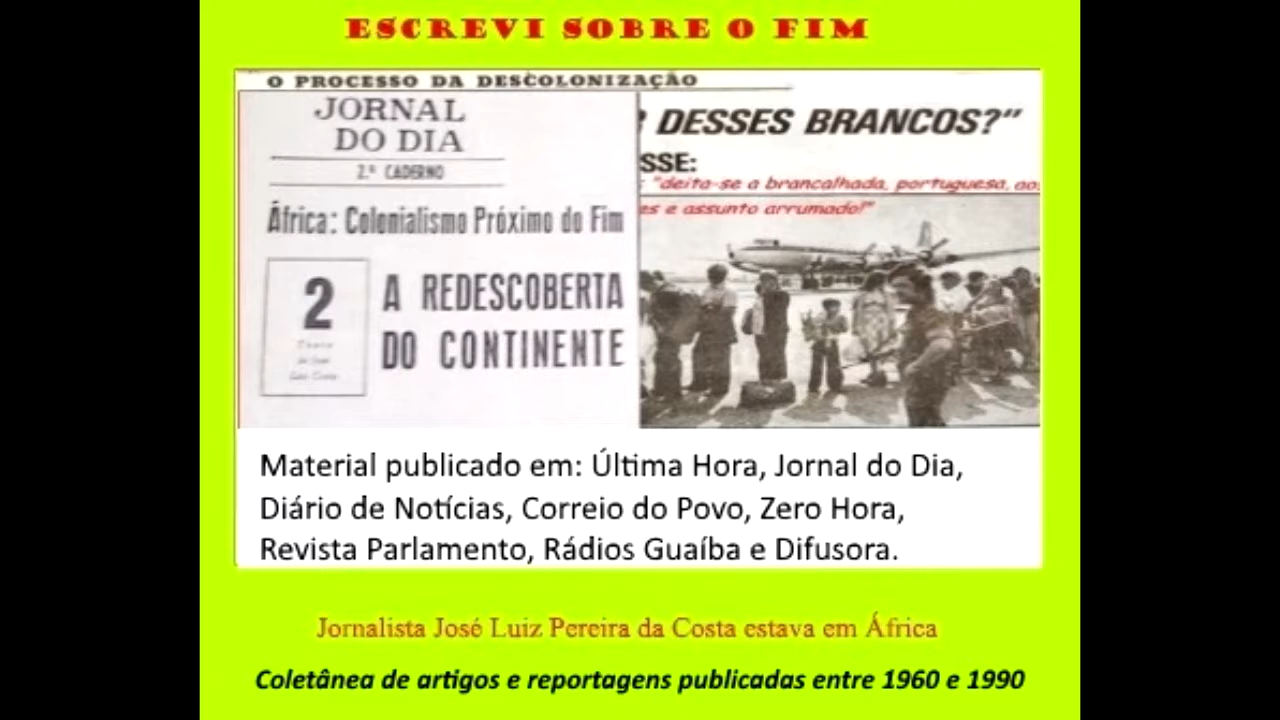 ESCREVI SOBRE O FIM
O PROCESSO DA DESCOLONIZAÇÃO
JORNAL
DO DIA
2.º CADERNO
África: Colonialismo Próximo do Fim
2
A REDESCOBERTA
DO CONTINENTE
DESSES BRANCOS?”
SSE:
"deita-se a brancalhada, portuguesa, aos
es e assunto arrumado!"
Material publicado em: Última Hora, Jornal do Dia,
Diário de Notícias, Correio do Povo, Zero Hora,
Revista Parlamento, Rádios Guaíba e Difusora.
Jornalista José Luiz Pereira da Costa estava em África
Coletânea de artigos e reportagens publicadas entre 1960 e 1990